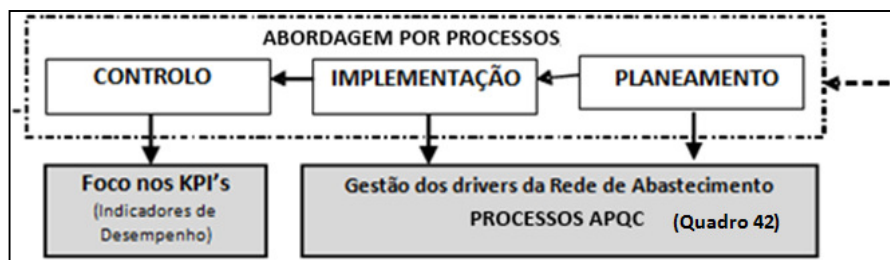 ABORDAGEM POR PROCESSOS
CONTROLO
IMPLEMENTAÇÃO
PLANEAMENTO
Foco nos KPI's
(Indicadores de
Desempenho)
Gestão dos drivers da Rede de Abastecimento
PROCESSOS APQC (Quadro 42)